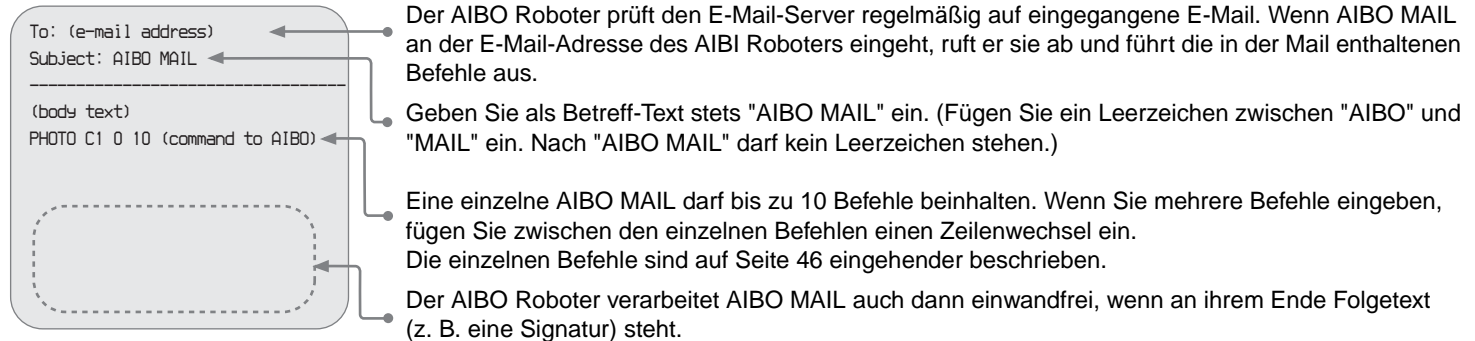 To: (e-mail address)
Subject: AIBO MAIL
(body text)
PHOTO C1 0 10 (command to AIBO)
Der AIBO Roboter prüft den E-Mail-Server regelmäßig auf eingegangene E-Mail. Wenn AIBO MAIL
an der E-Mail-Adresse des AIBI Roboters eingeht, ruft er sie ab und führt die in der Mail enthaltenen
Befehle aus.
Geben Sie als Betreff-Text stets "AIBO MAIL" ein. (Fügen Sie ein Leerzeichen zwischen "AIBO" und
"MAIL" ein. Nach "AIBO MAIL" darf kein Leerzeichen stehen.)
Eine einzelne AIBO MAIL darf bis zu 10 Befehle beinhalten. Wenn Sie mehrere Befehle eingeben,
fügen Sie zwischen den einzelnen Befehlen einen Zeilenwechsel ein.
Die einzelnen Befehle sind auf Seite 46 eingehender beschrieben.
Der AIBO Roboter verarbeitet AIBO MAIL auch dann einwandfrei, wenn an ihrem Ende Folgetext
(z. B. eine Signatur) steht.